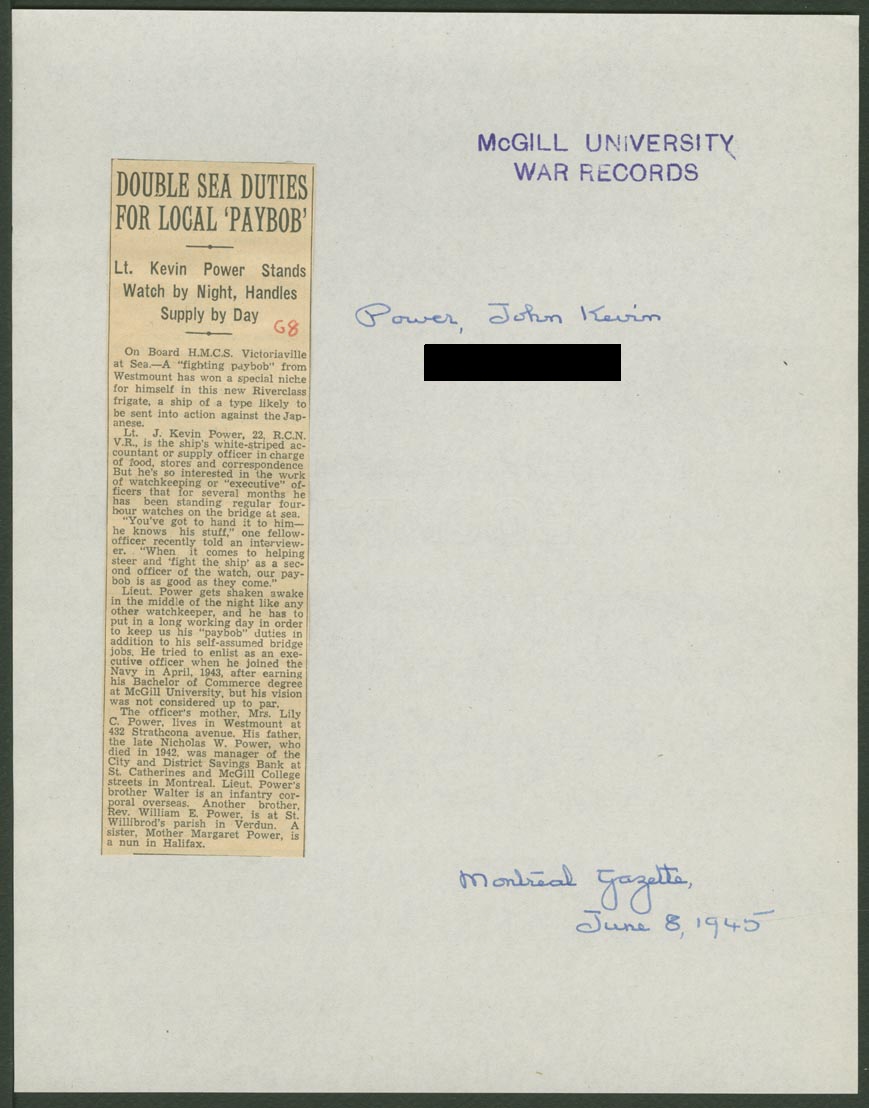 McGILL UNIVERSITY
WAR RECORDS
DOUBLE SEA DUTIES
FOR LOCAL 'PAYBOB'
Lt. Kevin Power Stands
Watch by Night, Handles
Supply by Day
G8
On Board H.M.C.S. Victoriaville
at Sea.—A "fighting paybob" from
Westmount has won a special niche
for himself in this new Riverclass
frigate, a ship of a type likely to
be sent into action against the Jap-
anese.
Lt. J. Kevin Power, 22, R.C.N.
V.R., is the ship's white-striped ac-
countant or supply officer in charge
of food, stores and correspondence
But he's so interested in the work
of watchkeeping or "executive" of-
ficers that for several months he
has been standing regular four-
hour watches on the bridge at sea.
"You've got to hand it to him—
he knows his stuff," one fellow-
officer recently told an interview-
er. "When it comes to helping
steer and 'fight the ship' as a sec-
ond officer of the watch, our pay-
bob is as good as they come."
Lieut. Power gets shaken awake
in the middle of the night like any
other watchkeeper, and he has to
put in a long working day in order
to keep us his "paybob" duties in
addition to his self-assumed bridge
jobs. He tried to enlist as an exe-
cutive officer when he joined the
Navy in April, 1943, after earning
his Bachelor of Commerce degree
at McGill University, but his vision
was not considered up to par.
The officer's mother, Mrs. Lily
C. Power, lives in Westmount at
432 Strathcona avenue. His father,
the late Nicholas W. Power, who
died in 1942, was manager of the
City and District Savings Bank at
St. Catherines and McGill College
streets in Montreal. Lieut. Power's
brother Walter is an infantry cor-
poral overseas. Another brother,
Rev. William E. Power, is at St.
Willibrod's parish in Verdun. A
sister, Mother Margaret Power, is
a nun in Halifax.
Power, John Kevin
Montreal Gazette,
June 8, 1945